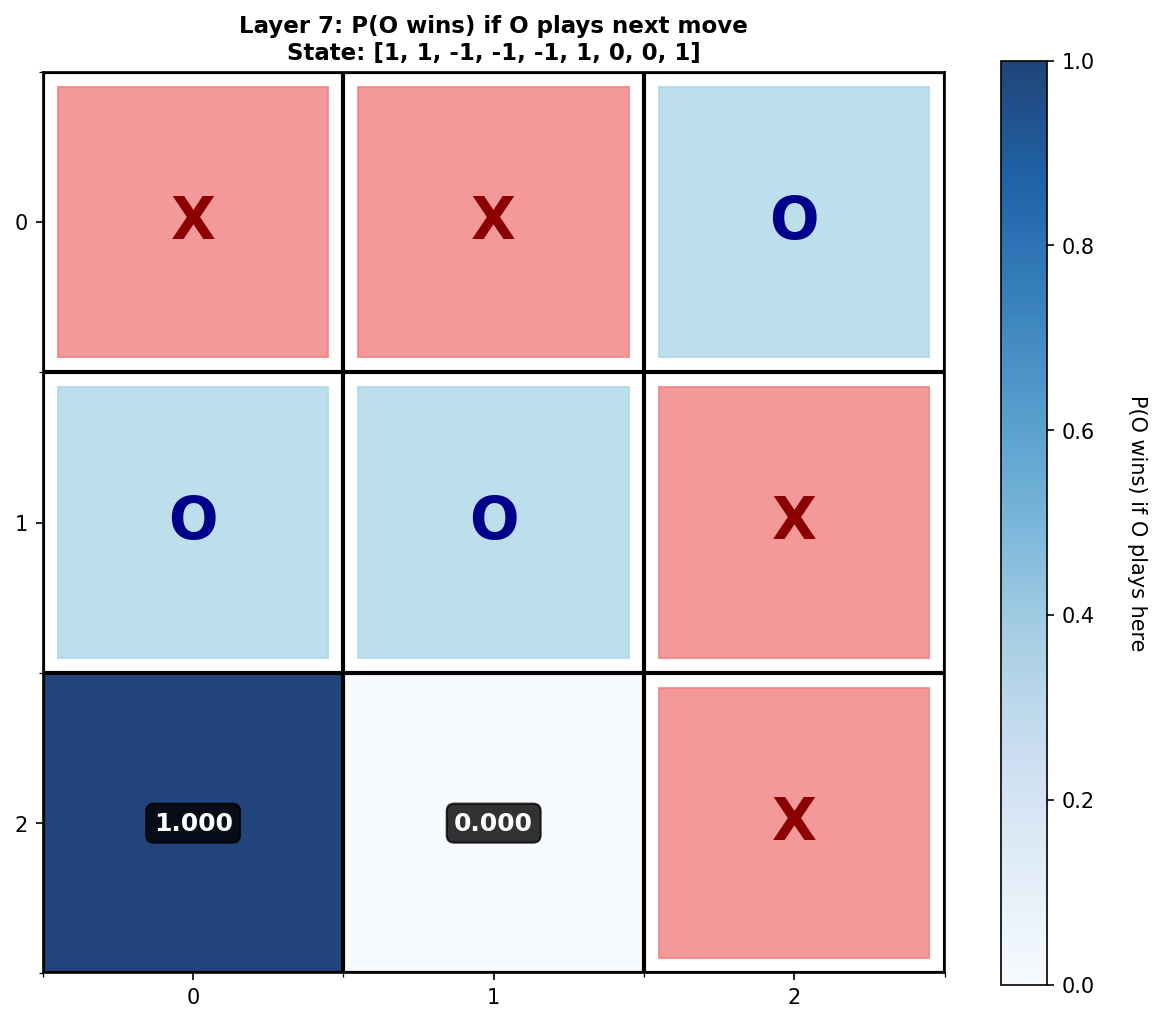 Layer 7: P(O wins) if O plays next move
State: [1, 1, -1, -1, -1, 1, 0, 0, 1]
X X O
O O X
1.000 0.000 X
0
1
2
0 1 2
1.0
0.8
0.6
0.4
0.2
0.0
P(O wins) if O plays here